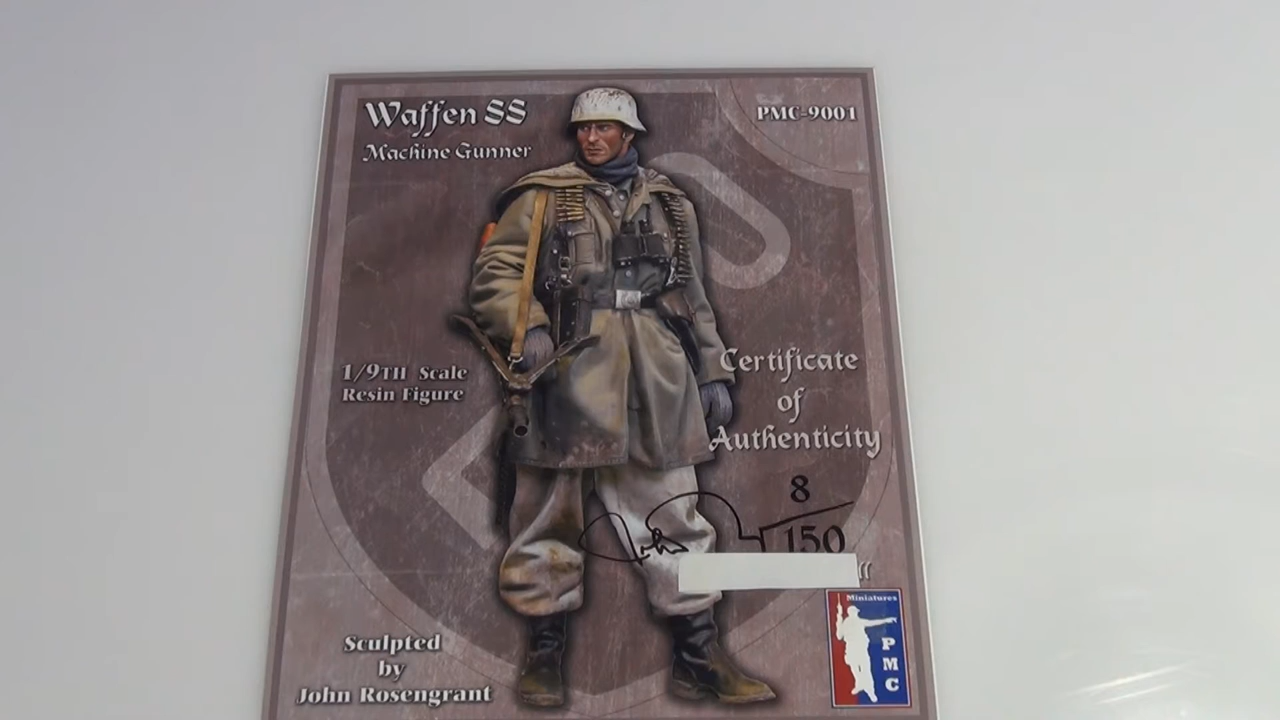 Waffen SS
Machine Gunner
PMC-9001
1/9TH Scale
Resin Figure
Certificate
of
Authenticity
8
150
Sculpted
by
John Rosengrant
Miniatures
PMC